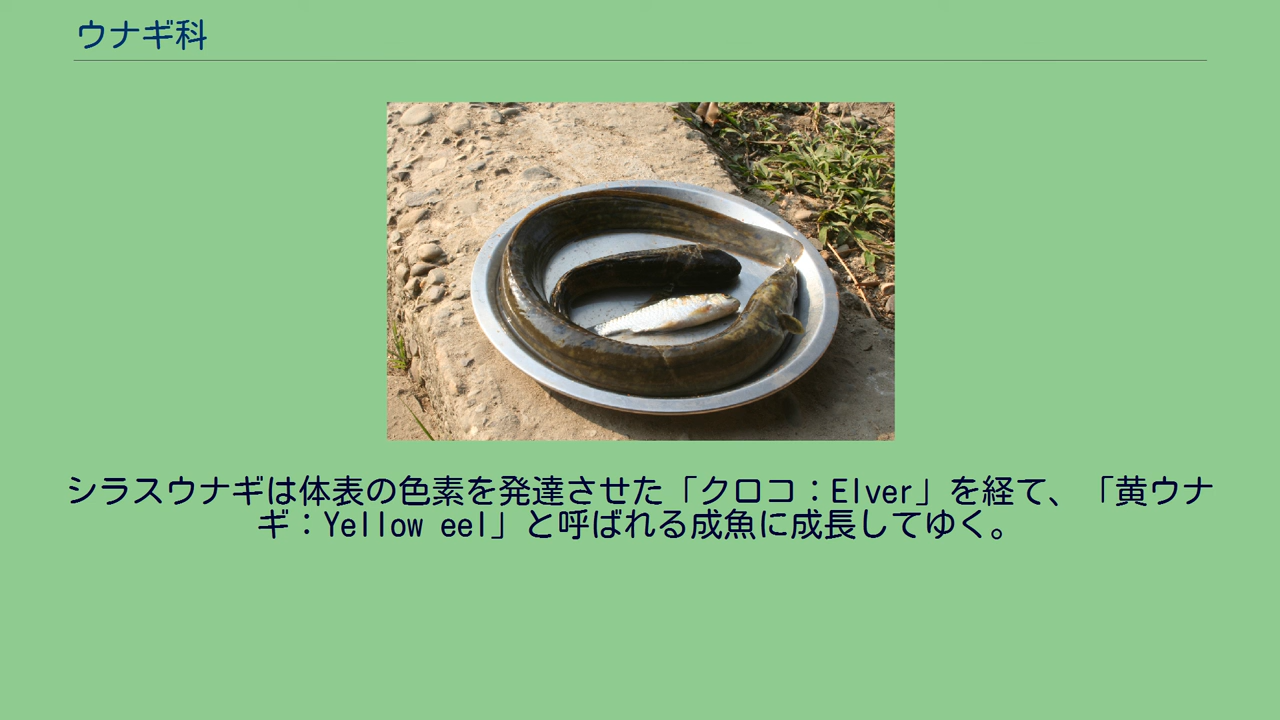 ウナギ科
シラスウナギは体表の色素を発達させた「クロコ：Elver」を経て、「黄ウナ
ギ：Yellow eel」と呼ばれる成魚に成長してゆく。